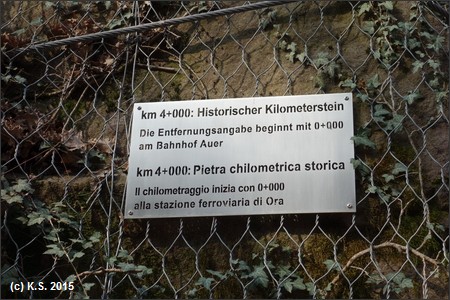 km 4+000: Historischer Kilometerstein
Die Entfernungsangabe beginnt mit 0+000
am Bahnhof Auer
km 4+000: Pietra chilometrica storica
Il chilometraggio inizia con 0+000
alla stazione ferroviaria di Ora
(c) K.S. 2015